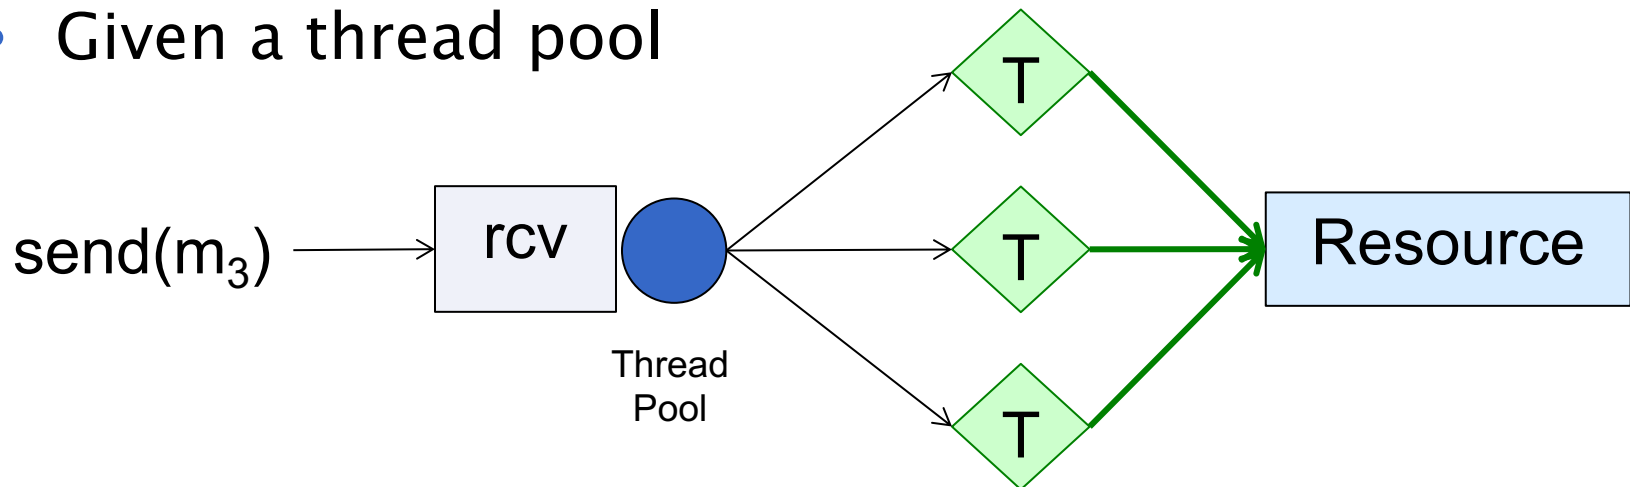 • Given a thread pool
T
send(m₃)
rcv
T
Resource
Thread
Pool
T